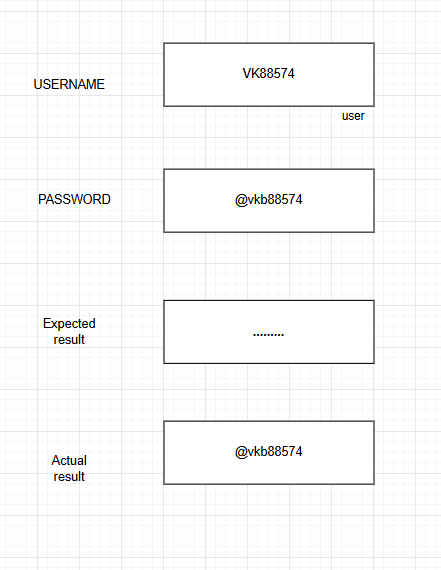 USERNAME
VK88574
user
PASSWORD
@vkb88574
Expected
result
.........
Actual
result
@vkb88574